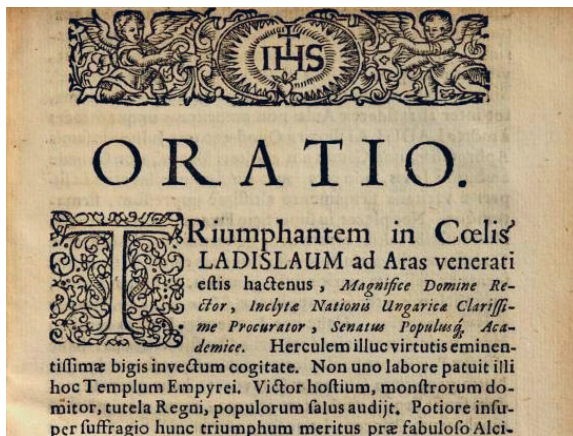 IHS
ORATIO.
TRiumphantem in Cœlis
LADISLAUM ad Aras venerati
eſtis hactenus, Magnifice Domine Re-
ctor, Inclytæ Nationis Ungaricæ Clariſſi-
me Procurator, Senatus Populusq́, Aca-
demice. Herculem illuc virtutis eminen-
tiſſimæ bigis invectum cogitate. Non uno labore patuit illi
hoc Templum Empyrei. Victor hoſtium, monſtrorum do-
mitor, tutela Regni, populorum ſalus audijt. Potiore inſu-
per ſuffragio hunc triumphum meritus præ fabuloſo Alci-